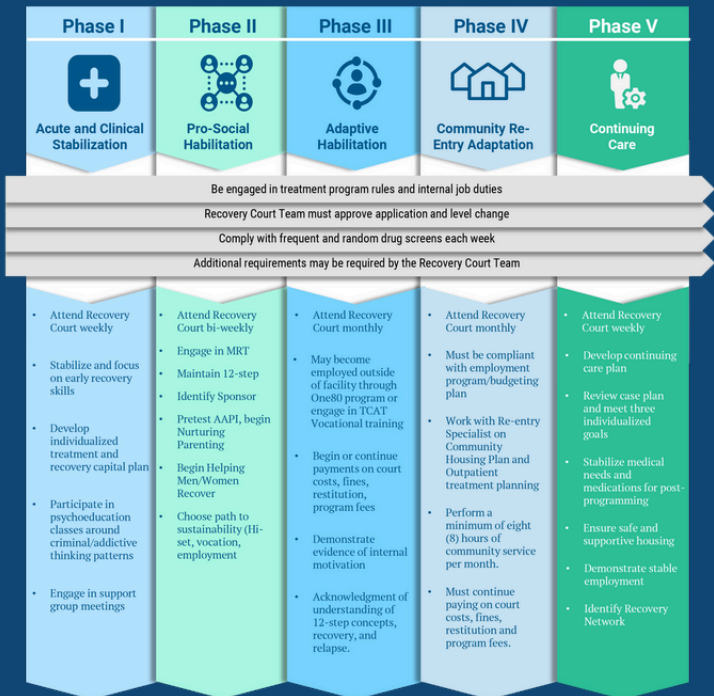 Phase I
Acute and Clinical
Stabilization
Phase II
Pro-Social
Habilitation
Phase III
Adaptive
Habilitation
Phase IV
Community Re-
Entry Adaptation
Phase V
Continuing
Care
Be engaged in treatment program rules and internal job duties
Recovery Court Team must approve application and level change
Comply with frequent and random drug screens each week
Additional requirements may be required by the Recovery Court Team
• Attend Recovery
Court weekly
• Stabilize and focus
on early recovery
skills
• Develop
individualized
treatment and
recovery capital plan
• Participate in
psychoeducation
classes around
criminal/addictive
thinking patterns
• Engage in support
group meetings
• Attend Recovery
Court bi-weekly
• Engage in MRT
• Maintain 12-step
• Identify Sponsor
• Pretest AAPI, begin
Nurturing
Parenting
• Begin Helping
Men/Women
Recover
• Choose path to
sustainability (Hi-
set, vocation,
employment
• Attend Recovery
Court monthly
• May become
employed outside
of facility through
One80 program or
engage in TCAT
Vocational training
• Begin or continue
payments on court
costs, fines,
restitution,
program fees
• Demonstrate
evidence of internal
motivation
• Acknowledgment of
understanding of
12-step concepts,
recovery, and
relapse.
• Attend Recovery
Court monthly
• Must be compliant
with employment
program/budgeting
plan
• Work with Re-entry
Specialist on
Community
Housing Plan and
Outpatient
treatment planning
• Perform a
minimum of eight
(8) hours of
community service
per month.
• Must continue
paying on court
costs, fines,
restitution and
program fees.
• Attend Recovery
Court weekly
• Develop continuing
care plan
• Review case plan
and meet three
individualized
goals
• Stabilize medical
needs and
medications for post-
programming
• Ensure safe and
supportive housing
• Demonstrate stable
employment
• Identify Recovery
Network